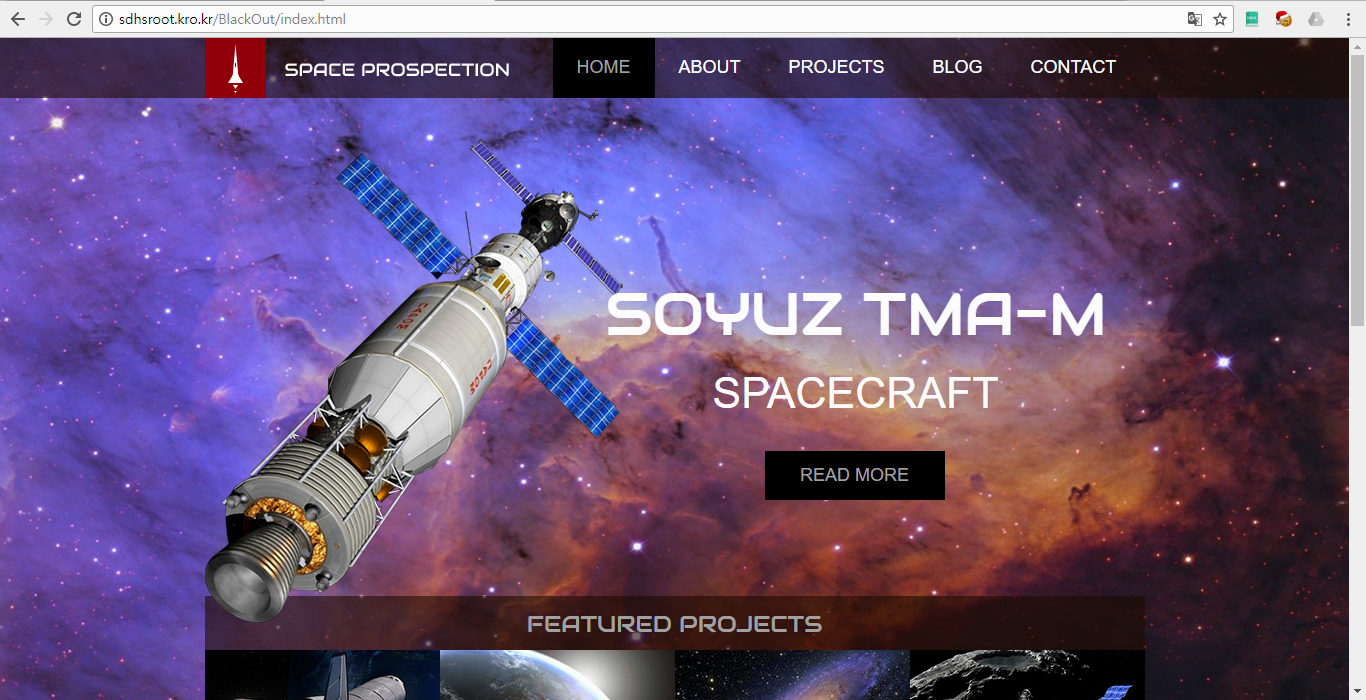 sdhsroot.kro.kr/BlackOut/index.html
SPACE PROSPECTION HOME ABOUT PROJECTS BLOG CONTACT
SOYUZ TMA-M
SPACECRAFT
READ MORE
FEATURED PROJECTS